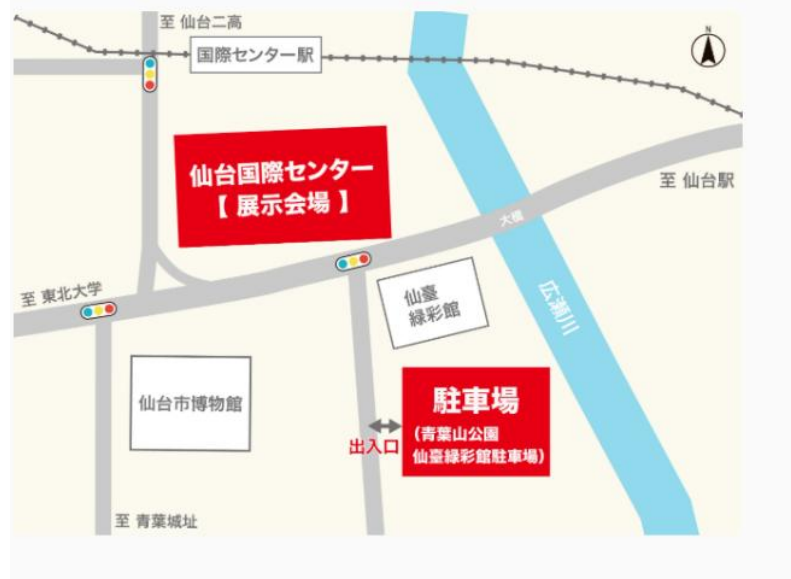 至 仙台二高
N
国際センター駅
仙台国際センター
【 展示会場 】
至 仙台駅
大橋
至 東北大学
仙臺
緑彩館
広瀬川
仙台市博物館
駐車場
(青葉山公園
仙臺緑彩館駐車場)
出入口
至 青葉城址